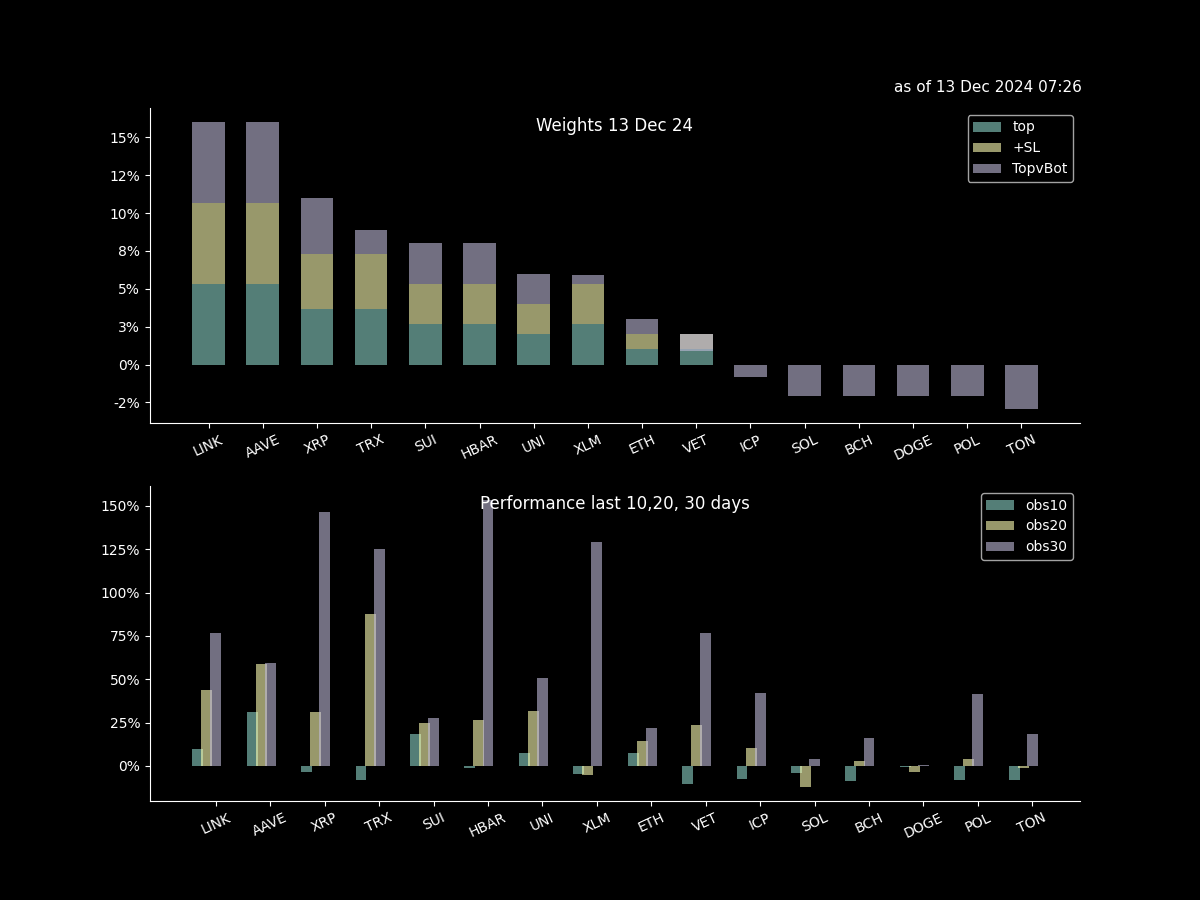 as of 13 Dec 2024 07:26
Weights 13 Dec 24
top
+SL
TopvBot
15%
12%
10%
8%
5%
3%
0%
-2%
LINK AAVE XRP TRX SUI HBAR UNI XLM ETH VET ICP SOL BCH DOGE POL TON
Performance last 10,20, 30 days
obs10
obs20
obs30
150%
125%
100%
75%
50%
25%
0%
LINK AAVE XRP TRX SUI HBAR UNI XLM ETH VET ICP SOL BCH DOGE POL TON